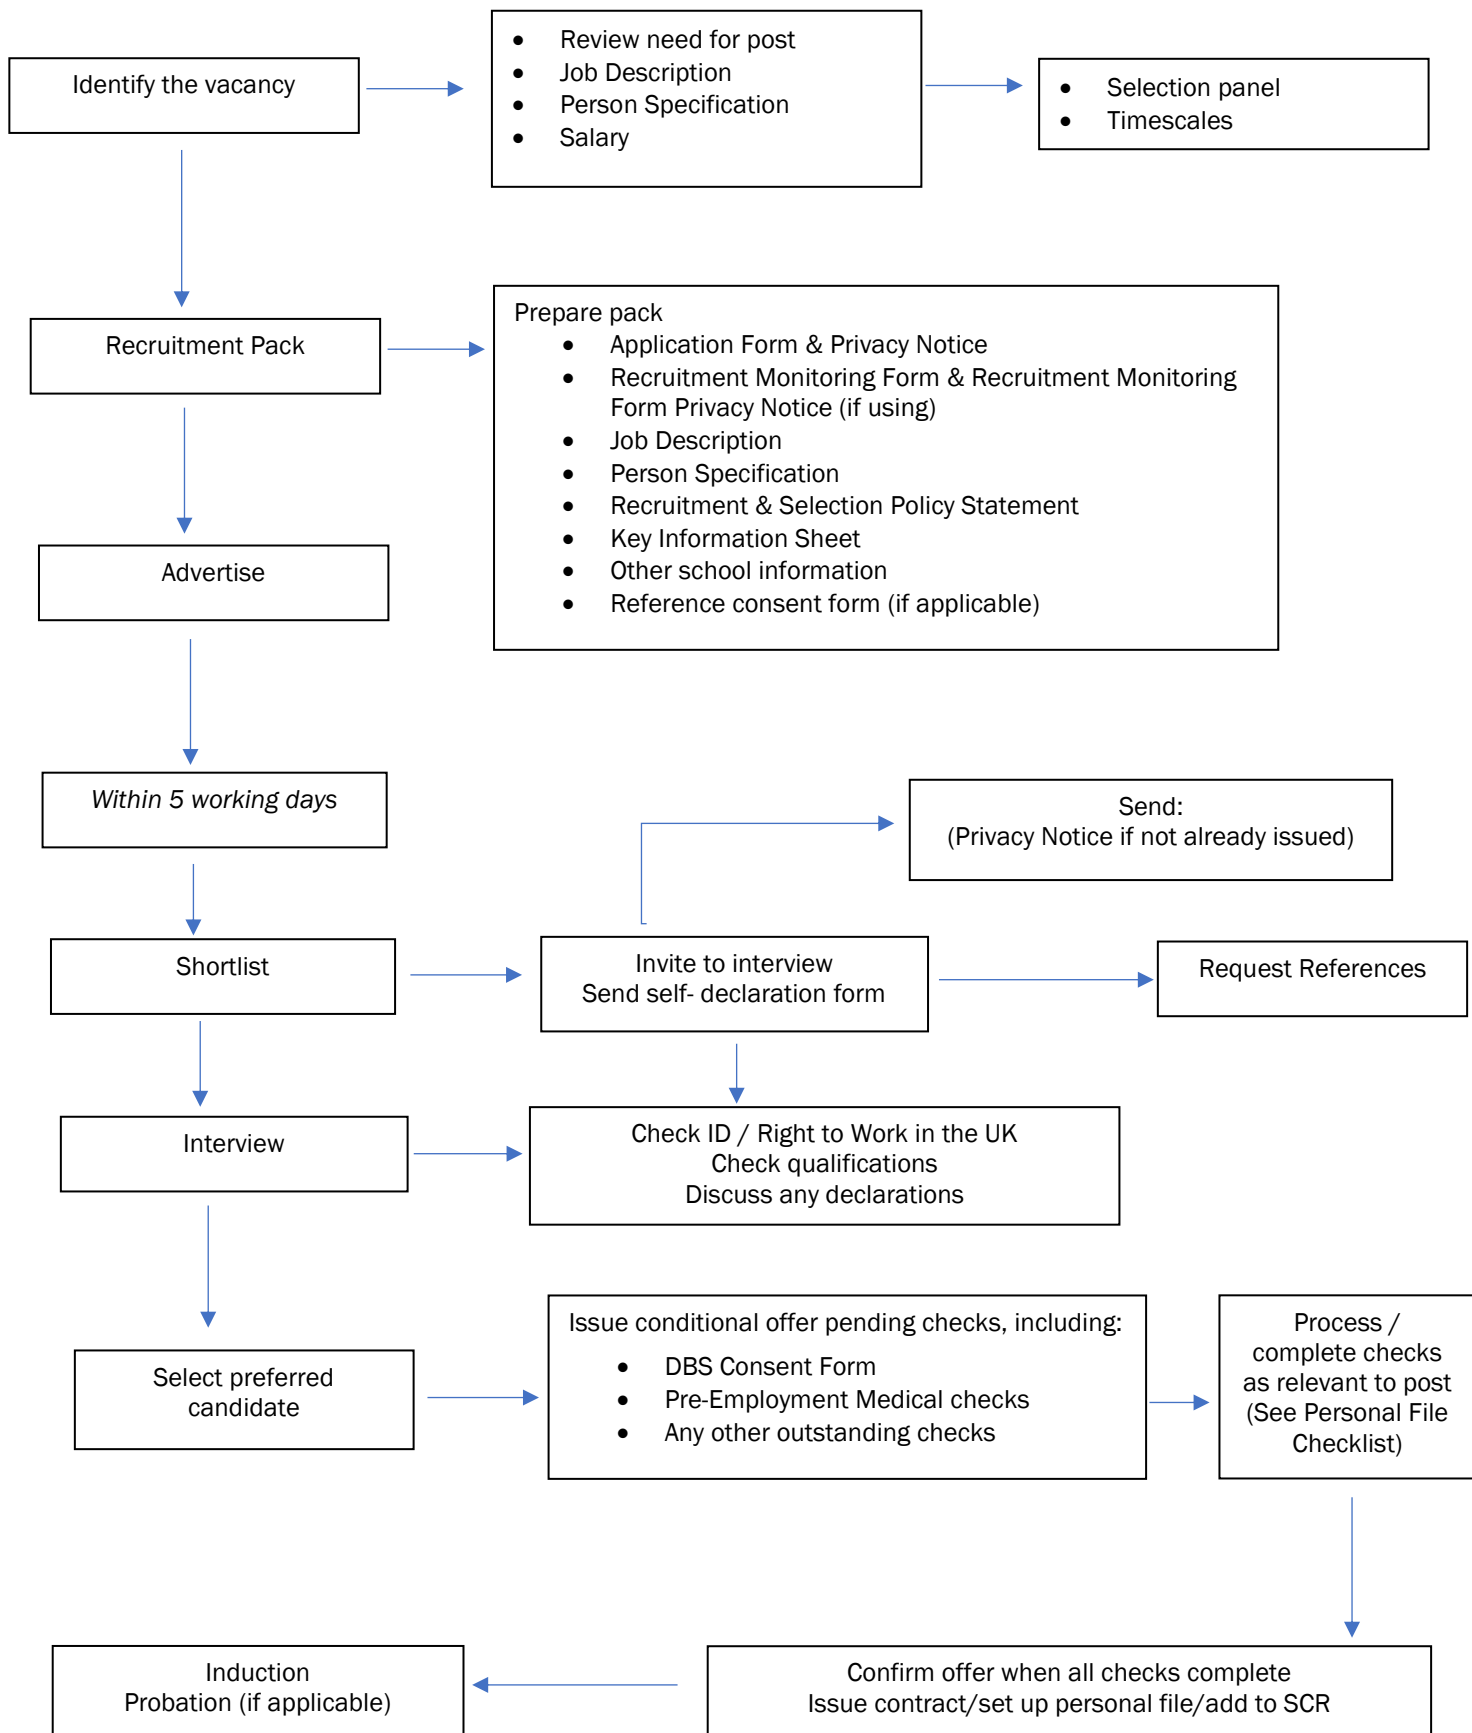 Identify the vacancy
• Review need for post
• Job Description
• Person Specification
• Salary
• Selection panel
• Timescales
Recruitment Pack
Prepare pack
• Application Form & Privacy Notice
• Recruitment Monitoring Form & Recruitment Monitoring
Form Privacy Notice (if using)
• Job Description
• Person Specification
• Recruitment & Selection Policy Statement
• Key Information Sheet
• Other school information
• Reference consent form (if applicable)
Advertise
Within 5 working days
Send:
(Privacy Notice if not already issued)
Shortlist
Invite to interview
Send self- declaration form
Request References
Interview
Check ID / Right to Work in the UK
Check qualifications
Discuss any declarations
Select preferred
candidate
Issue conditional offer pending checks, including:
• DBS Consent Form
• Pre-Employment Medical checks
• Any other outstanding checks
Process /
complete checks
as relevant to post
(See Personal File
Checklist)
Induction
Probation (if applicable)
Confirm offer when all checks complete
Issue contract/set up personal file/add to SCR